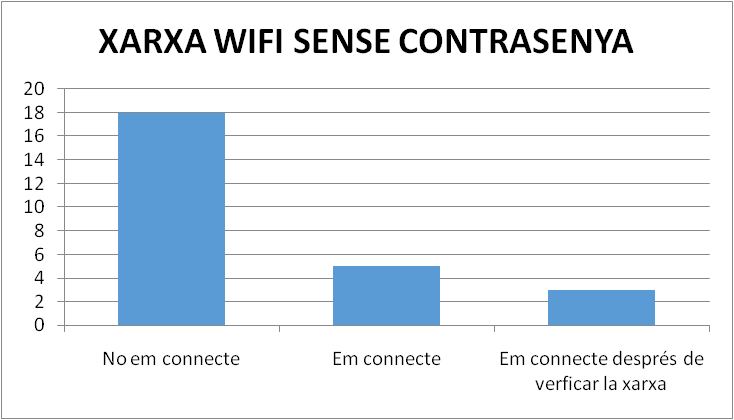 XARXA WIFI SENSE CONTRASENYA
20
18
16
14
12
10
8
6
4
2
0
No em connecte
Em connecte
Em connecte després de
verficar la xarxa